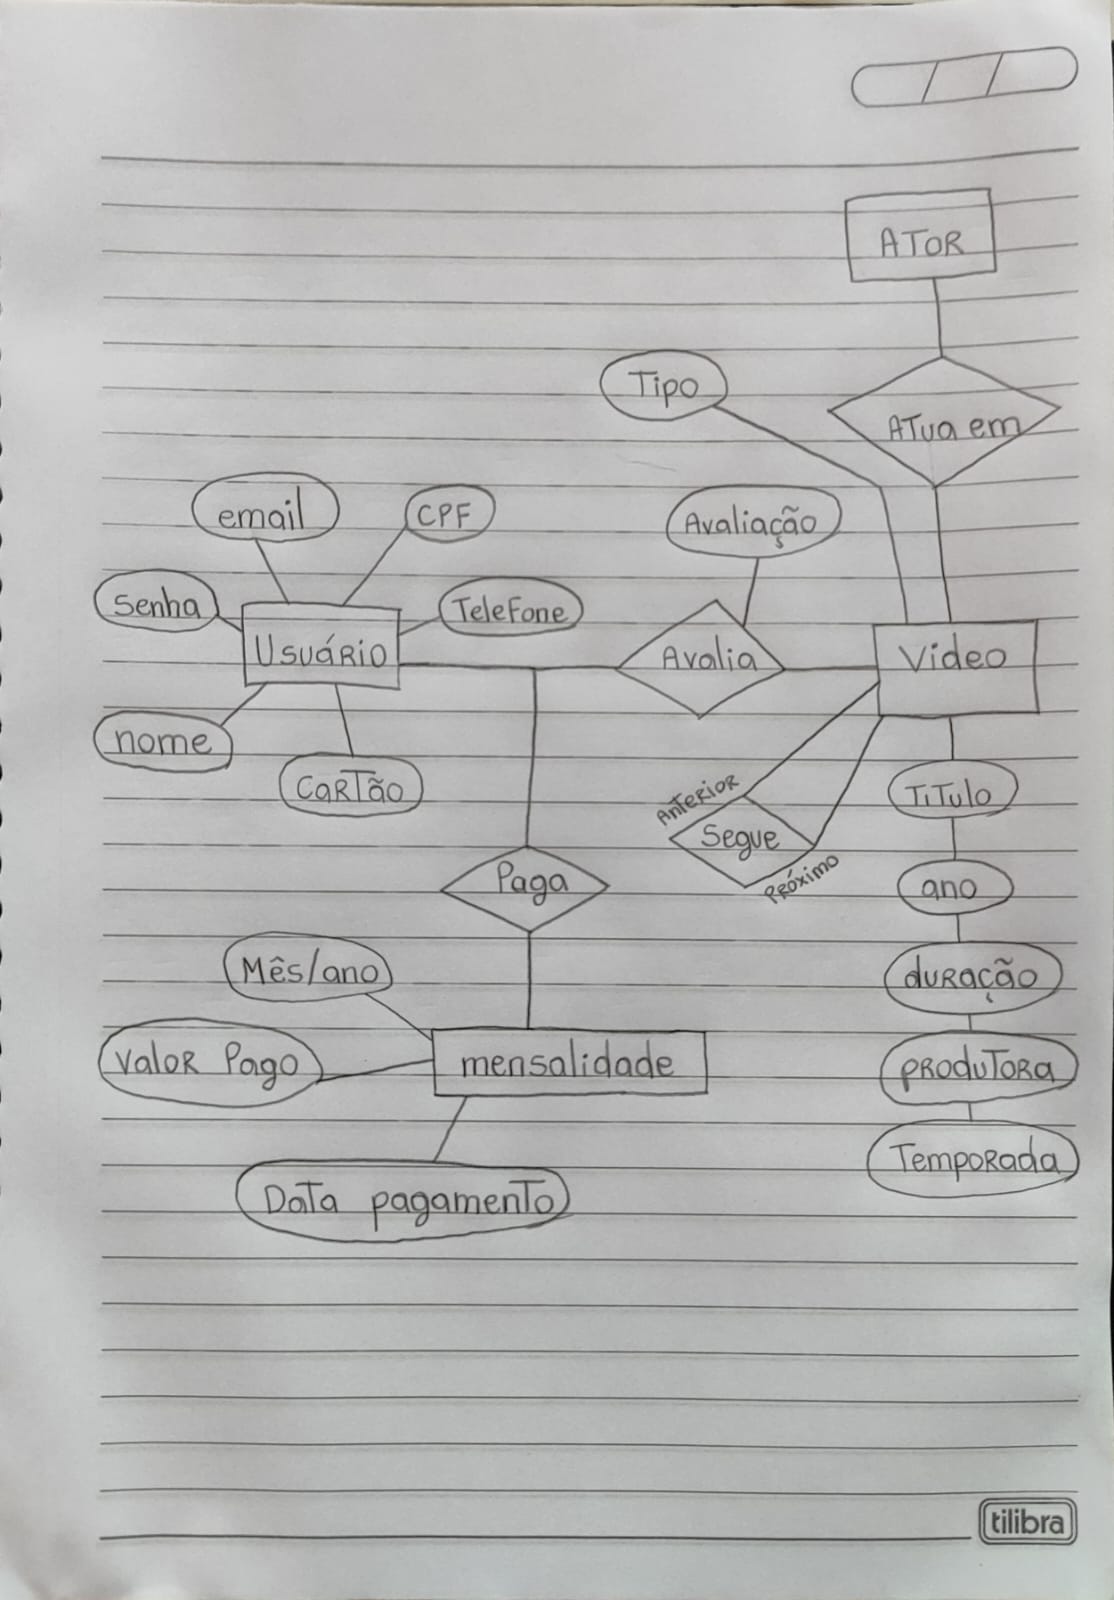 ATOR
Tipo
ATua em
email
CPF
Avaliação
Senha
TeleFone
Usuário
Avalia
Video
nome
CarTão
Anterior
Segue
Próximo
TiTulo
Paga
ano
Mês/ano
duração
Valor Pago
mensalidade
produTora
Temporada
DaTa pagamenTo
tilibra